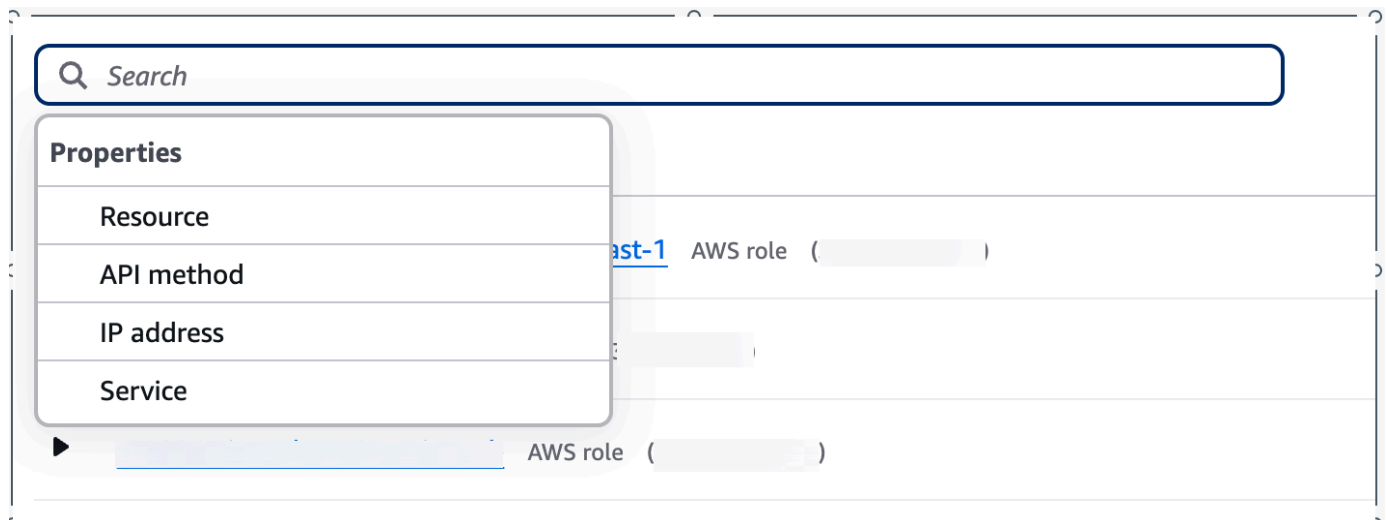 Search
Properties
Resource
API method
IP address
Service
ast-1 AWS role ( )
)
AWS role ( )